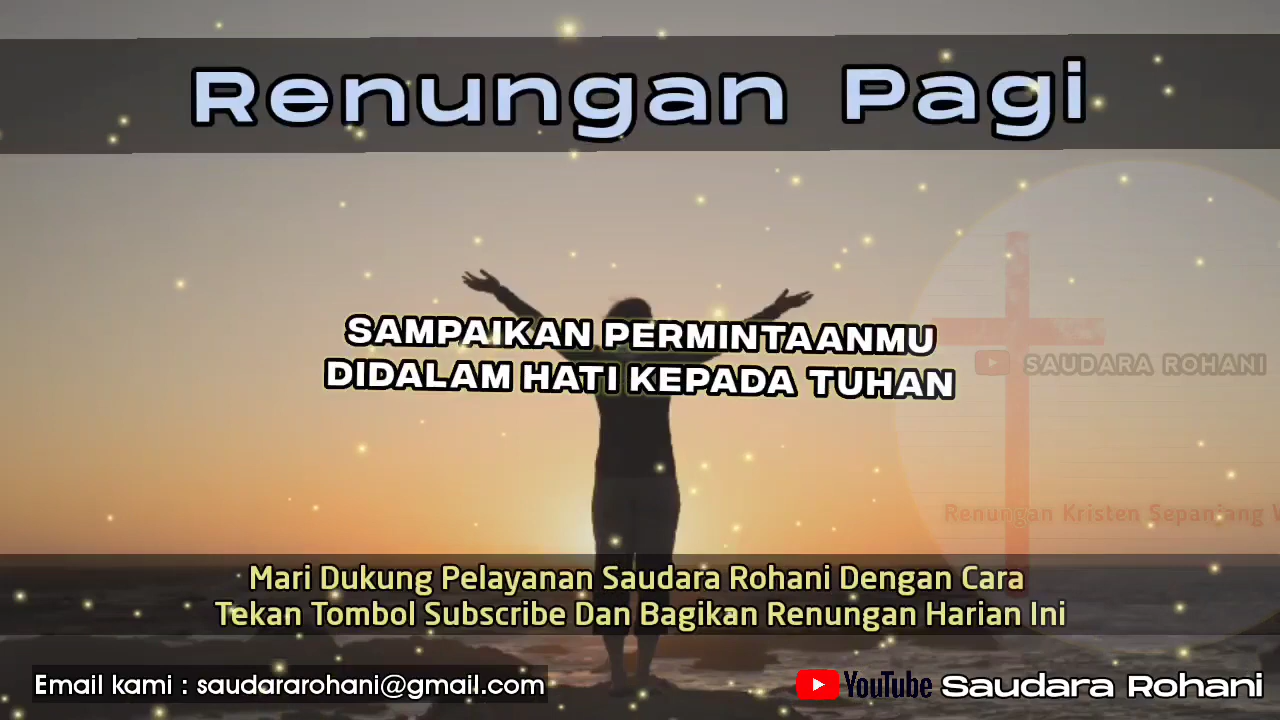 Renungan Pagi
SAMPAIKAN PERMINTAANMU
DIDALAM HATI KEPADA TUHAN
SAUDARA ROHANI
Renungan Kristen Sepanjang
Mari Dukung Pelayanan Saudara Rohani Dengan Cara
Tekan Tombol Subscribe Dan Bagikan Renungan Harian Ini
Email kami : saudararohani@gmail.com
YouTube Saudara Rohani